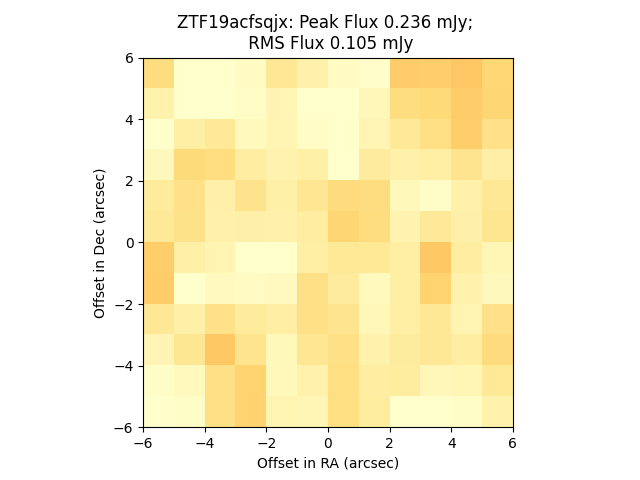 ZTF19acfsqjx: Peak Flux 0.236 mJy;
RMS Flux 0.105 mJy
6
4
2
0
−2
−4
−6
Offset in Dec (arcsec)
−6 −4 −2 0 2 4 6
Offset in RA (arcsec)